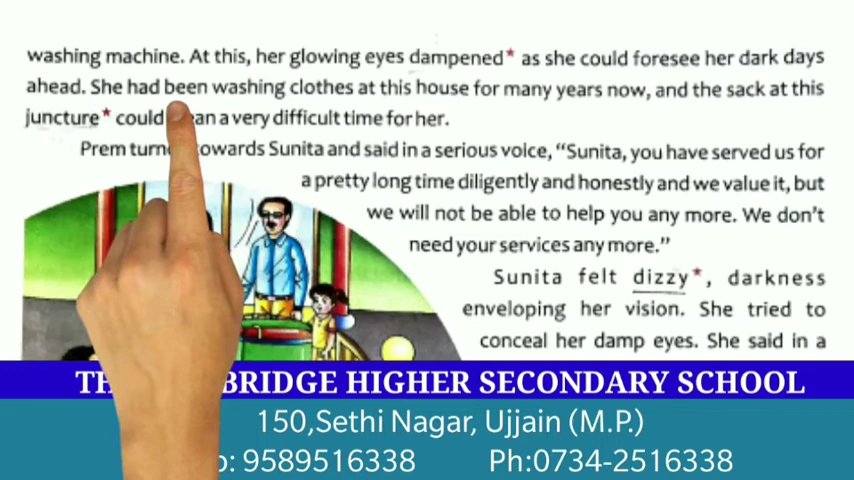 washing machine. At this, her glowing eyes dampened* as she could foresee her dark days
ahead. She had been washing clothes at this house for many years now, and the sack at this
juncture* could an a very difficult time for her.
Prem towards Sunita and said in a serious voice, "Sunita, you have served us for
a pretty long time diligently and honestly and we value it, but
we will not be able to help you any more. We don't
need your services any more."
Sunita felt dizzy*, darkness
enveloping her vision. She tried to
conceal her damp eyes. She said in a
BRIDGE HIGHER SECONDARY SCHOOL
150,Sethi Nagar, Ujjain (M.P.)
: 9589516338 Ph:0734-2516338